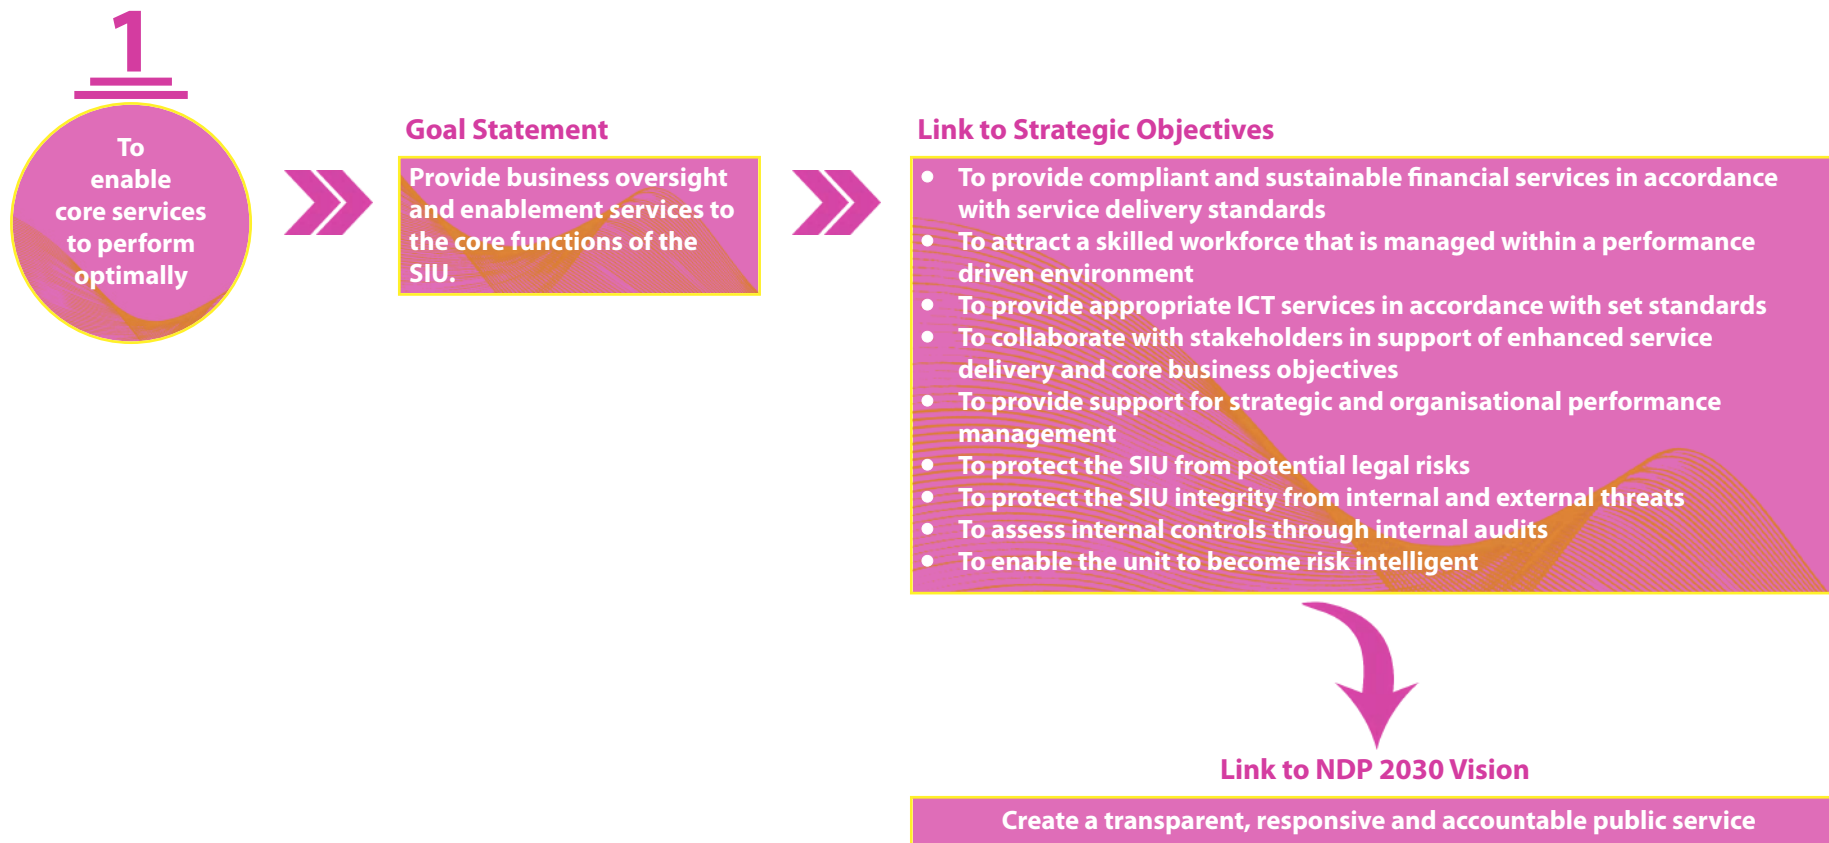 1
To
enable
core services
to perform
optimally
Goal Statement
Provide business oversight
and enablement services to
the core functions of the
SIU.
Link to Strategic Objectives
• To provide compliant and sustainable financial services in accordance
with service delivery standards
• To attract a skilled workforce that is managed within a performance
driven environment
• To provide appropriate ICT services in accordance with set standards
• To collaborate with stakeholders in support of enhanced service
delivery and core business objectives
• To provide support for strategic and organisational performance
management
• To protect the SIU from potential legal risks
• To protect the SIU integrity from internal and external threats
• To assess internal controls through internal audits
• To enable the unit to become risk intelligent
Link to NDP 2030 Vision
Create a transparent, responsive and accountable public service